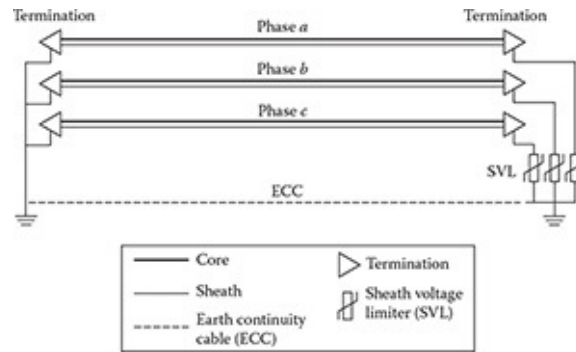 Termination
Termination
Phase a
Phase b
Phase c
SVL
ECC
Core
Sheath
Earth continuity
cable (ECC)
Termination
Sheath voltage
limiter (SVL)